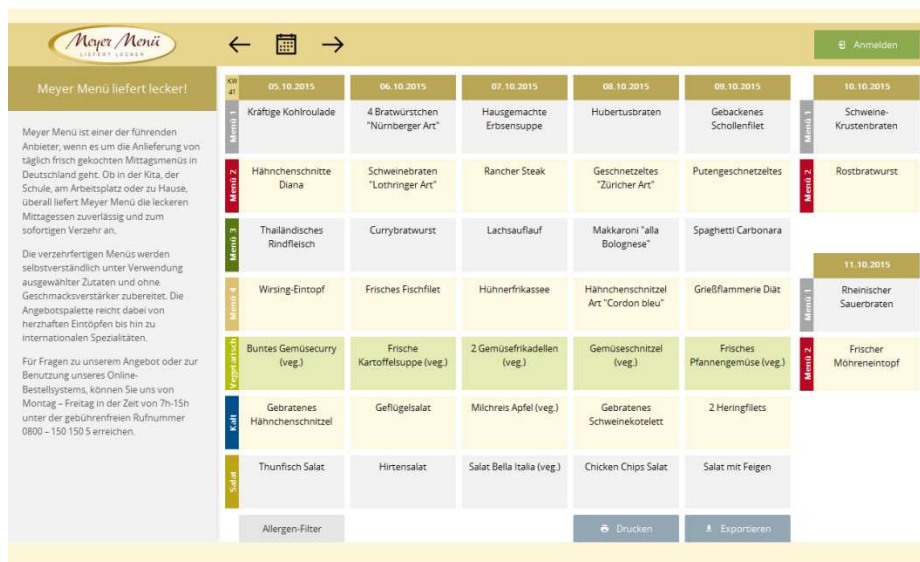 Meyer Menü
LIEFERT LECKER
Anmelden
Meyer Menü liefert lecker!
Meyer Menü ist einer der führenden
Anbieter, wenn es um die Anlieferung von
täglich frisch gekochten Mittagsmenüs in
Deutschland geht. Ob in der Kita, der
Schule, am Arbeitsplatz oder zu Hause,
überall liefert Meyer Menü die leckeren
Mittagessen zuverlässig und zum
sofortigen Verzehr an.
Die verzehrfertigen Menüs werden
selbstverständlich unter Verwendung
ausgewählter Zutaten und ohne
Geschmacksverstärker zubereitet. Die
Angebotspalette reicht dabei von
herzhaften Eintöpfen bis hin zu
internationalen Spezialitäten.
Für Fragen zu unserem Angebot oder zur
Benutzung unseres Online-
Bestellsystems, können Sie uns von
Montag – Freitag in der Zeit von 7h-15h
unter der gebührenfreien Rufnummer
0800 – 150 150 5 erreichen.
KW
41
05.10.2015
06.10.2015
07.10.2015
08.10.2015
09.10.2015
Menü 1
Kräftige Kohlroulade
4 Bratwürstchen
"Nürnberger Art"
Hausgemachte
Erbsensuppe
Hubertusbraten
Gebackenes
Schollenfilet
Menü 2
Hähnchenschnitte
Diana
Schweinebraten
"Lothringer Art"
Rancher Steak
Geschnetzeltes
"Züricher Art"
Putengeschnetzeltes
Menü 3
Thailändisches
Rindfleisch
Currybratwurst
Lachsauflauf
Makkaroni "alla
Bolognese"
Spaghetti Carbonara
Menü 4
Wirsing-Eintopf
Frisches Fischfilet
Hühnerfrikassee
Hähnchenschnitzel
Art "Cordon bleu"
Grießflammerie Diät
Vegetarisch
Buntes Gemüsecurry
(veg.)
Frische
Kartoffelsuppe (veg.)
2 Gemüsefrikadellen
(veg.)
Gemüseschnitzel
(veg.)
Frisches
Pfannengemüse (veg.)
Kalt
Gebratenes
Hähnchenschnitzel
Geflügelsalat
Milchreis Apfel (veg.)
Gebratenes
Schweinekotelett
2 Heringfilets
Salat
Thunfisch Salat
Hirtensalat
Salat Bella Italia (veg.)
Chicken Chips Salat
Salat mit Feigen
10.10.2015
Menü 1
Schweine-
Krustenbraten
Menü 2
Rostbratwurst
11.10.2015
Menü 1
Rheinischer
Sauerbraten
Menü 2
Frischer
Möhreneintopf
Allergen-Filter
Drucken
Exportieren